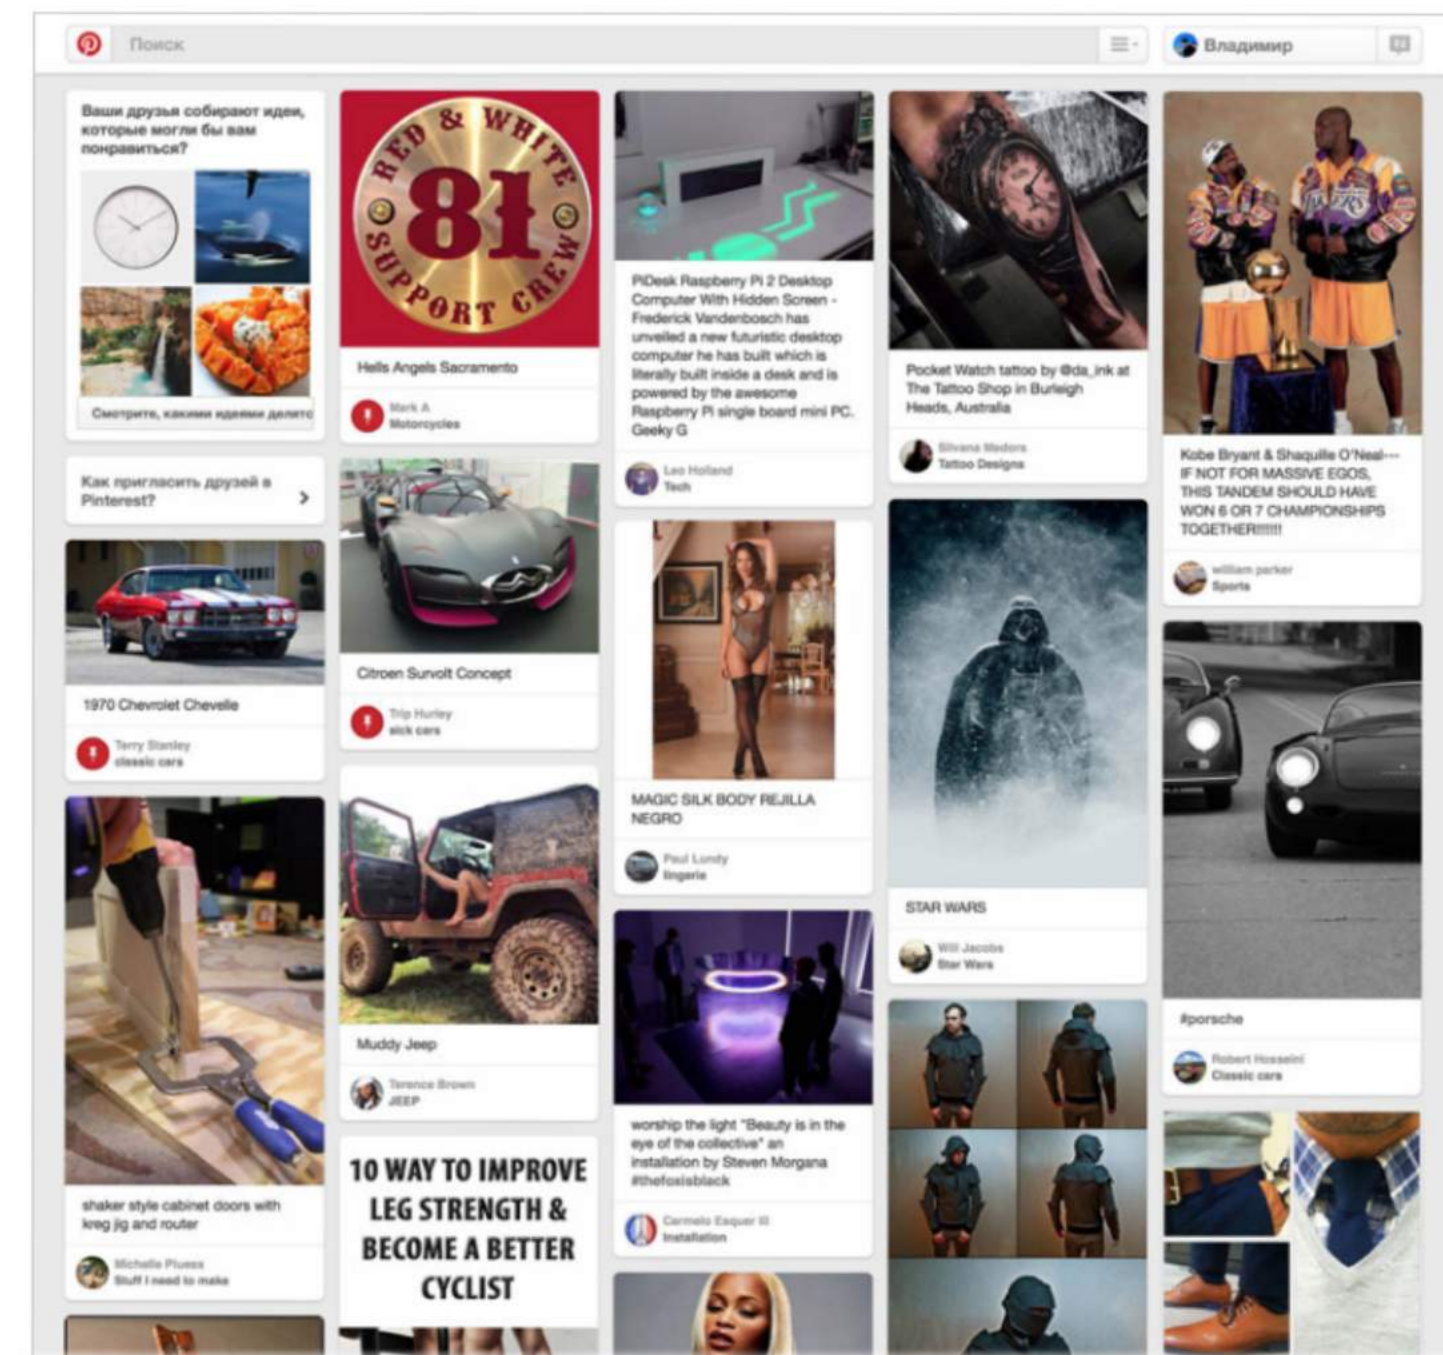 Поиск
Владимир
Ваши друзья собирают идеи,
которые могли бы вам
понравиться?
Смотрите, какими идеями делятс
Как пригласить друзей в
Pinterest?
1970 Chevrolet Chevelle
Terry Stanley
classic cars
shaker style cabinet doors with
kreg jig and router
Michelle Pluess
Stuff I need to make
RED & WHITE
81
SUPPORT CREW
Hells Angels Sacramento
Mark A
Motorcycles
Citroen Survolt Concept
Trip Hurley
sick cars
Muddy Jeep
Terence Brown
JEEP
10 WAY TO IMPROVE
LEG STRENGTH &
BECOME A BETTER
CYCLIST
PiDesk Raspberry Pi 2 Desktop
Computer With Hidden Screen -
Frederick Vandenbosch has
unveiled a new futuristic desktop
computer he has built which is
literally built inside a desk and is
powered by the awesome
Raspberry Pi single board mini PC.
Geeky G
Leo Holland
Tech
MAGIC SILK BODY REJILLA
NEGRO
Paul Lundy
lingerie
worship the light "Beauty is in the
eye of the collective" an
installation by Steven Morgana
#thefoxisblack
Carmelo Esquer III
Installation
Pocket Watch tattoo by @da_ink at
The Tattoo Shop in Burleigh
Heads, Australia
Silvana Medors
Tattoo Designs
STAR WARS
Will Jacobs
Star Wars
LAKERS
Kobe Bryant & Shaquille O'Neal---
IF NOT FOR MASSIVE EGOS,
THIS TANDEM SHOULD HAVE
WON 6 OR 7 CHAMPIONSHIPS
TOGETHER!!!!!!!
william parker
Sports
#porsche
Robert Hosseini
Classic cars